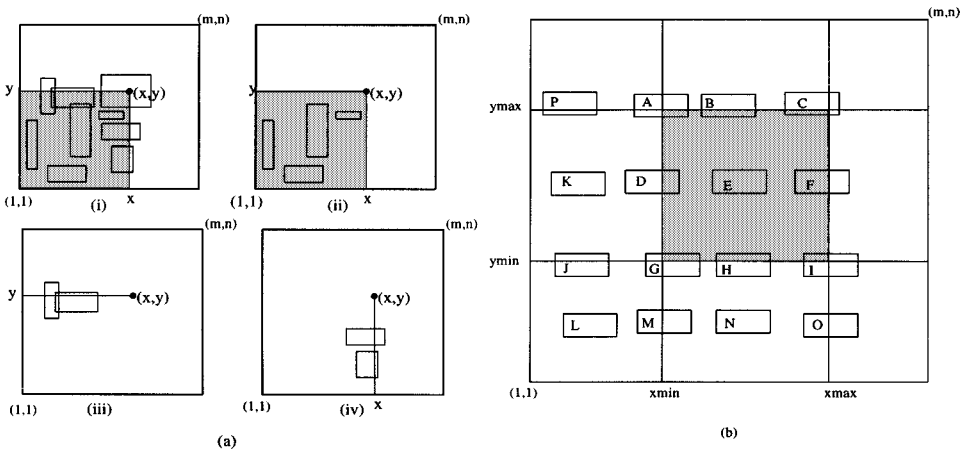 (m,n)
y
(x,y)
(1,1)
(i)
x
(m,n)
y
(x,y)
(1,1)
(ii)
x
(m,n)
y
(x,y)
(1,1)
(iii)
(m,n)
(x,y)
(1,1)
(iv)
x
(a)
(m,n)
ymax
P A B C
K D E F
ymin
J G H I
L M N O
(1,1)
xmin
xmax
(b)